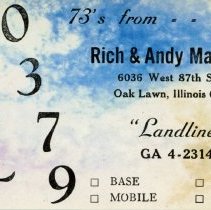 73's from - - -
0
3
7
9
Rich & Andy
6036 West 87th
Oak Lawn, Illinois
"Landline
GA 4-2314
BASE
MOBILE